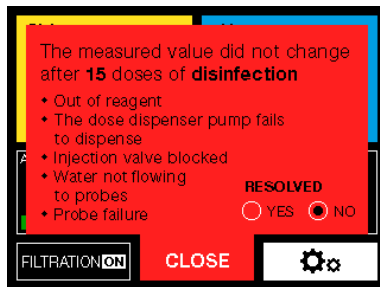 The measured value did not change
after 15 doses of disinfection
• Out of reagent
• The dose dispenser pump fails
to dispense
• Injection valve blocked
• Water not flowing
to probes
• Probe failure
RESOLVED
YES NO
FILTRATION ON
CLOSE